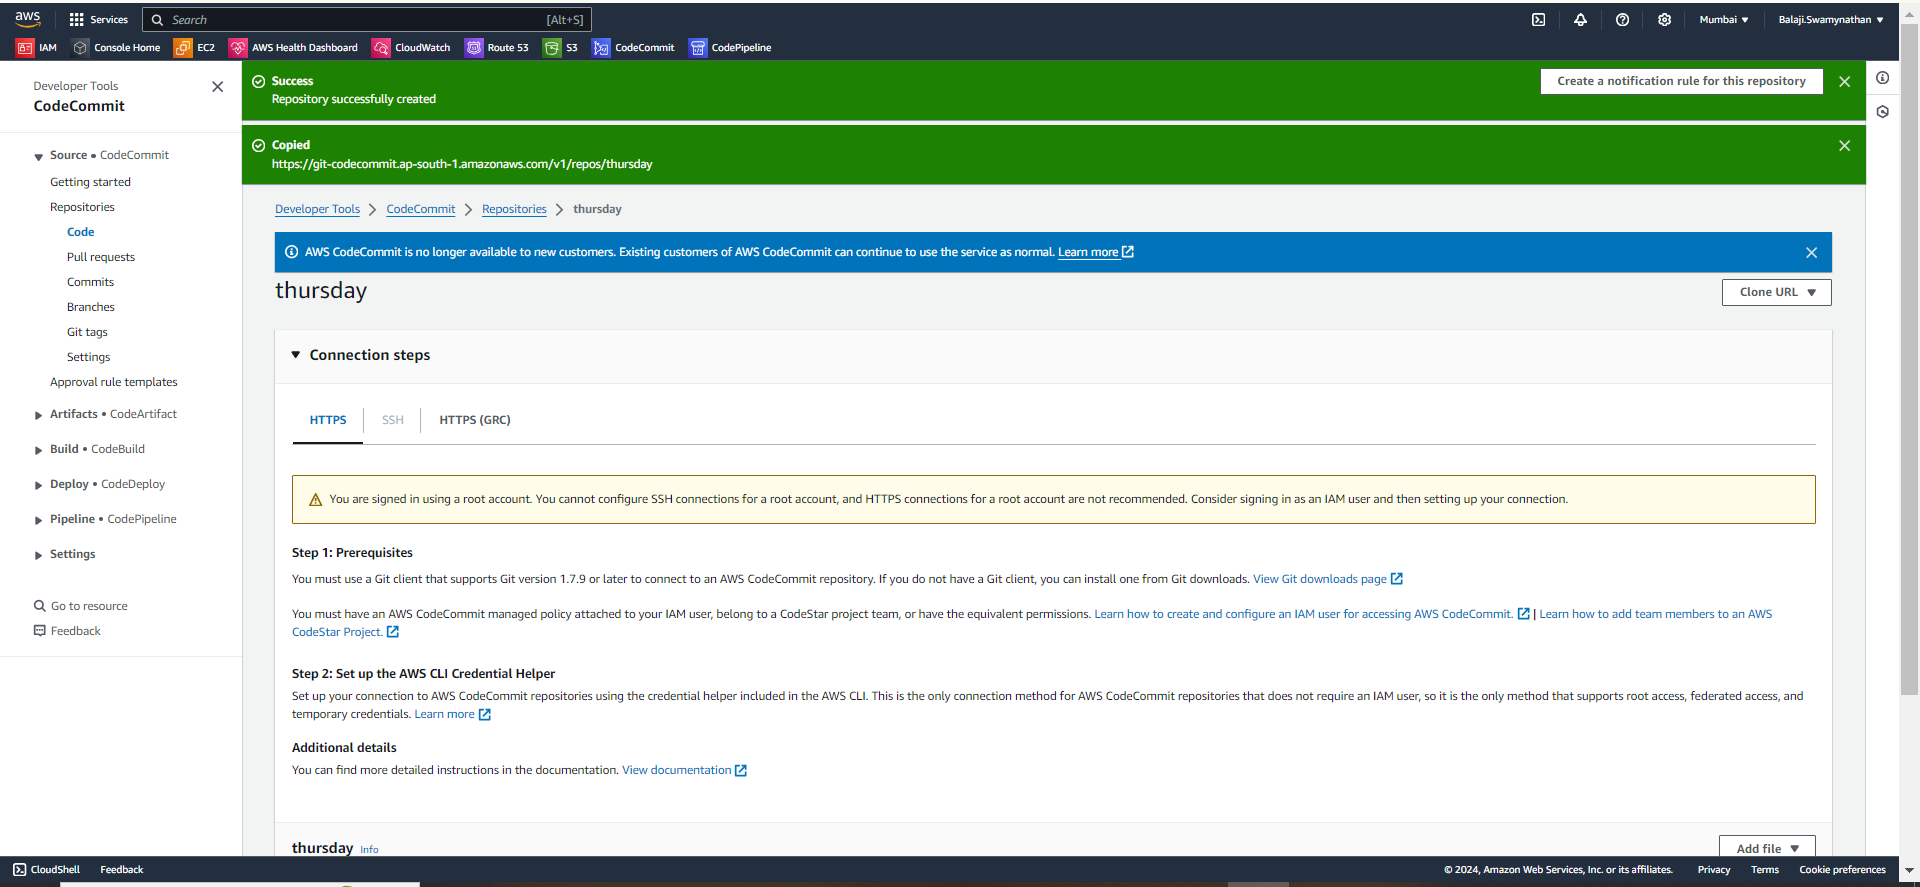 aws
Services
Search
[Alt+S]
Mumbai
Balaji.Swamynathan
IAM
Console Home
EC2
AWS Health Dashboard
CloudWatch
Route 53
S3
CodeCommit
CodePipeline
Developer Tools
CodeCommit
Source • CodeCommit
Getting started
Repositories
Code
Pull requests
Commits
Branches
Git tags
Settings
Approval rule templates
Artifacts • CodeArtifact
Build • CodeBuild
Deploy • CodeDeploy
Pipeline • CodePipeline
Settings
Go to resource
Feedback
Success
Repository successfully created
Create a notification rule for this repository
Copied
https://git-codecommit.ap-south-1.amazonaws.com/v1/repos/thursday
Developer Tools
CodeCommit
Repositories
thursday
AWS CodeCommit is no longer available to new customers. Existing customers of AWS CodeCommit can continue to use the service as normal. Learn more
thursday
Clone URL
Connection steps
HTTPS
SSH
HTTPS (GRC)
You are signed in using a root account. You cannot configure SSH connections for a root account, and HTTPS connections for a root account are not recommended. Consider signing in as an IAM user and then setting up your connection.
Step 1: Prerequisites
You must use a Git client that supports Git version 1.7.9 or later to connect to an AWS CodeCommit repository. If you do not have a Git client, you can install one from Git downloads. View Git downloads page
You must have an AWS CodeCommit managed policy attached to your IAM user, belong to a CodeStar project team, or have the equivalent permissions. Learn how to create and configure an IAM user for accessing AWS CodeCommit. | Learn how to add team members to an AWS
CodeStar Project.
Step 2: Set up the AWS CLI Credential Helper
Set up your connection to AWS CodeCommit repositories using the credential helper included in the AWS CLI. This is the only connection method for AWS CodeCommit repositories that does not require an IAM user, so it is the only method that supports root access, federated access, and
temporary credentials. Learn more
Additional details
You can find more detailed instructions in the documentation. View documentation
thursday Info
Add file
CloudShell
Feedback
© 2024, Amazon Web Services, Inc. or its affiliates.
Privacy
Terms
Cookie preferences